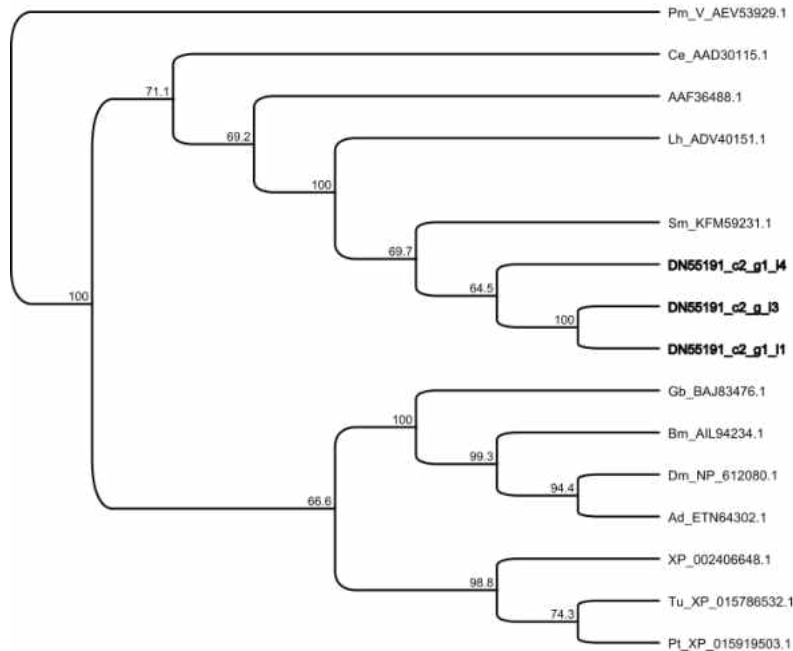 Pm_V_AEV53929.1
Ce_AAD30115.1
71.1
AAF36488.1
69.2
Lh_ADV40151.1
100
Sm_KFM59231.1
69.7
DN55191_c2_g1_i4
64.5
DN55191_c2_g_i3
100
100
DN55191_c2_g1_i1
Gb_BAJ83476.1
100
Bm_AIL94234.1
99.3
Dm_NP_612080.1
94.4
66.6
Ad_ETN64302.1
XP_002406648.1
98.8
Tu_XP_015786532.1
74.3
Pt_XP_015919503.1